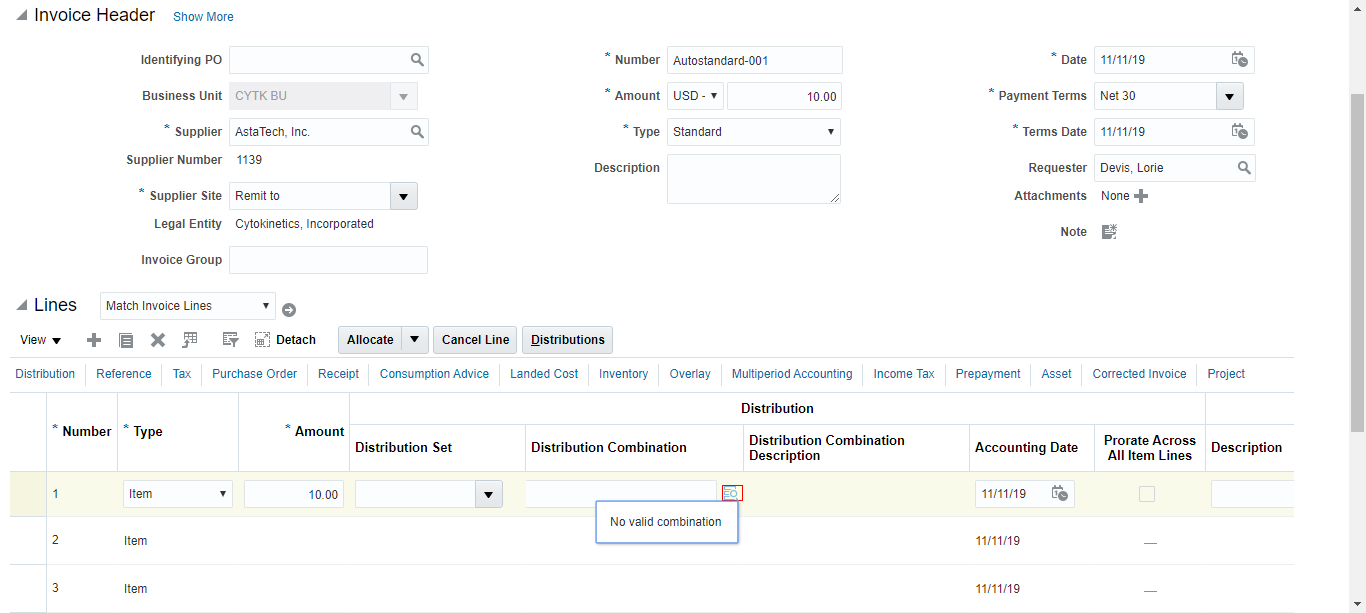 Invoice Header Show More
Identifying PO
* Number Autostandard-001
* Date 11/11/19
Business Unit CYTK BU
* Amount USD - 10.00
* Payment Terms Net 30
* Supplier AstaTech, Inc.
* Type Standard
* Terms Date 11/11/19
Supplier Number 1139
Description
Requester Devis, Lorie
* Supplier Site Remit to
Attachments None
Legal Entity Cytokinetics, Incorporated
Note
Invoice Group
Lines Match Invoice Lines
View Detach Allocate Cancel Line Distributions
Distribution Reference Tax Purchase Order Receipt Consumption Advice Landed Cost Inventory Overlay Multiperiod Accounting Income Tax Prepayment Asset Corrected Invoice Project
Distribution
* Number * Type * Amount Distribution Set Distribution Combination Distribution Combination Description Accounting Date Prorate Across All Item Lines Description
1 Item 10.00 11/11/19
No valid combination
2 Item 11/11/19
3 Item 11/11/19